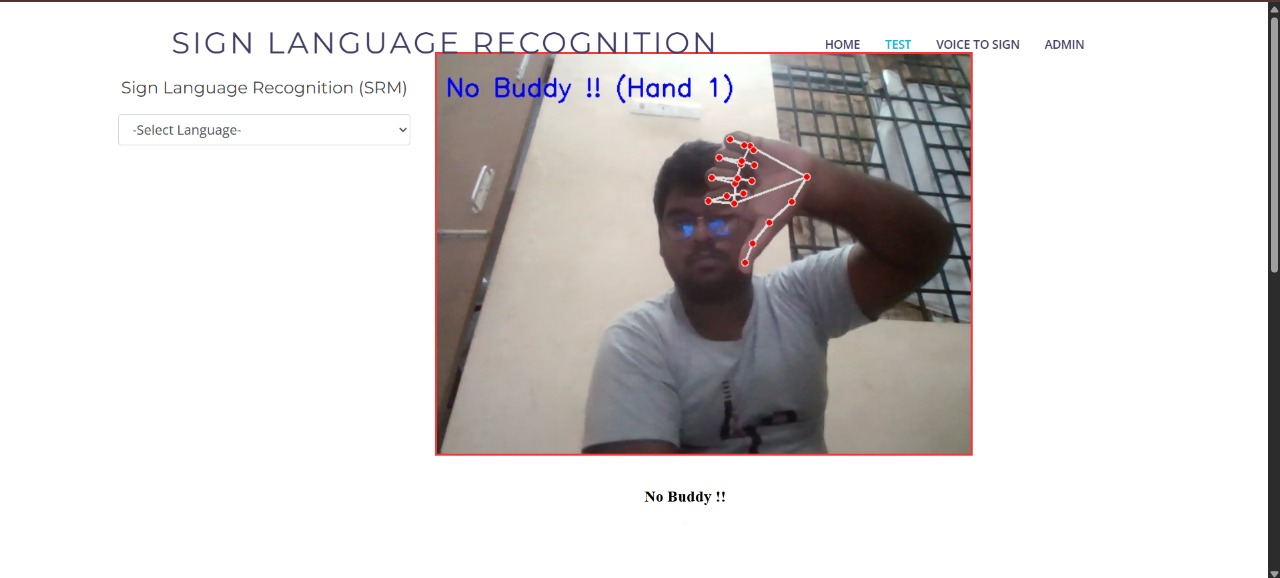 SIGN LANGUAGE RECOGNITION
HOME TEST VOICE TO SIGN ADMIN
Sign Language Recognition (SRM)
-Select Language-
No Buddy !! (Hand 1)
No Buddy !!